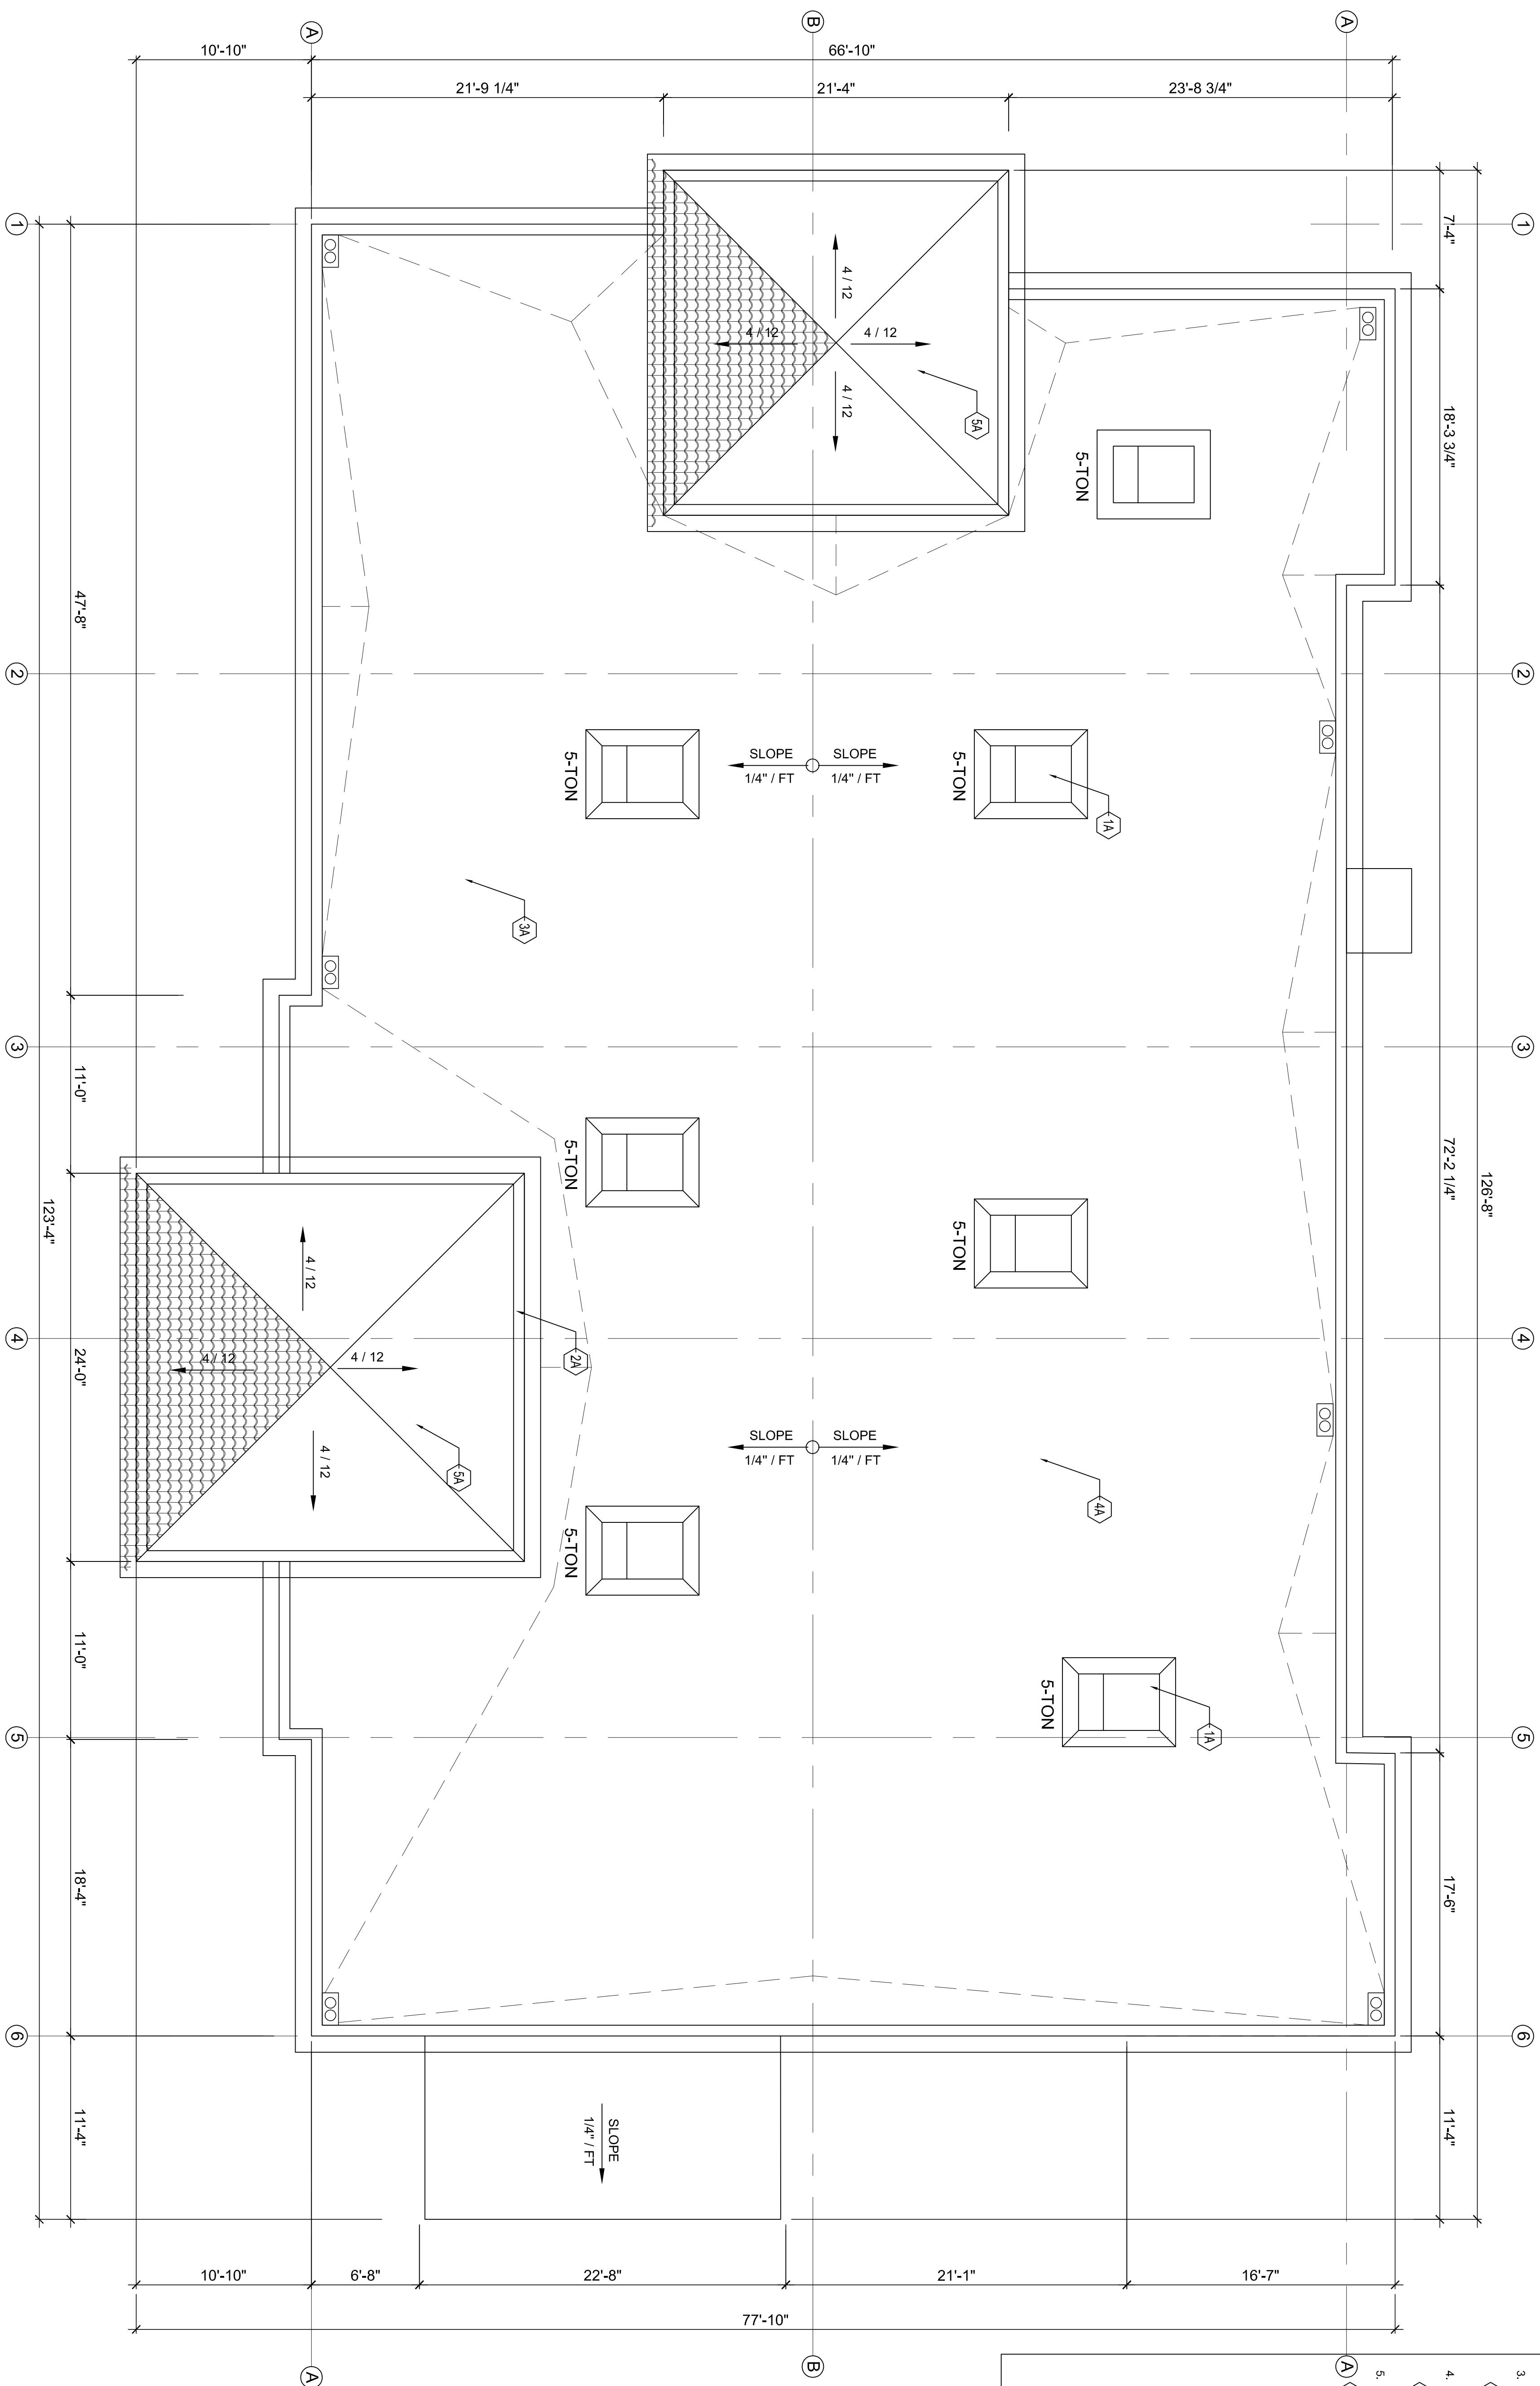 A
B
A
10'-10"
66'-10"
21'-9 1/4"
21'-4"
23'-8 3/4"
1
1
7'-4"
4 / 12
4 / 12
4 / 12
4 / 12
5A
18'-3 3/4"
5-TON
47'-8"
2
2
SLOPE
1/4" / FT
SLOPE
1/4" / FT
5-TON
5-TON
1A
3A
3
3
11'-0"
72'-2 1/4"
126'-8"
5-TON
5-TON
123'-4"
4 / 12
4 / 12
4 / 12
4 / 12
2A
4
4
24'-0"
SLOPE
1/4" / FT
SLOPE
1/4" / FT
5A
4A
5-TON
11'-0"
5-TON
1A
5
5
18'-4"
17'-6"
6
6
11'-4"
SLOPE
1/4" / FT
11'-4"
10'-10"
6'-8"
22'-8"
21'-1"
16'-7"
77'-10"
A
B
A
3.
4.
5.